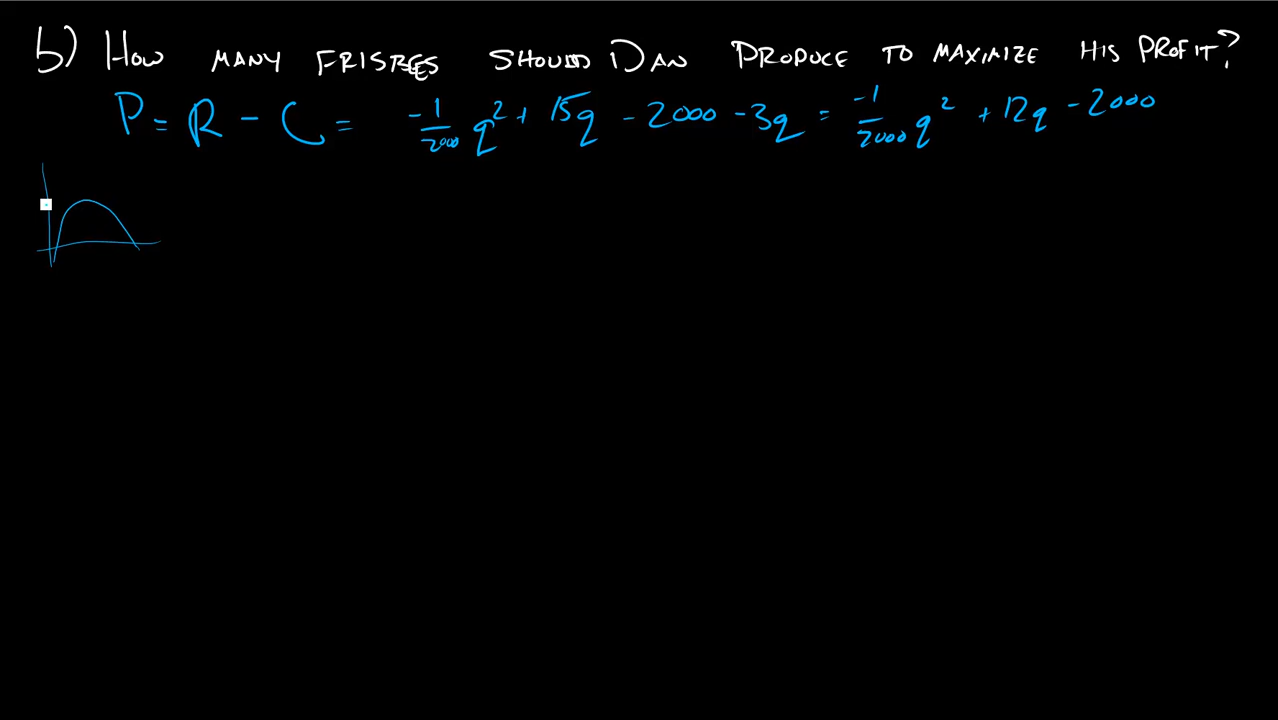 b) HOW MANY FRISBEES SHOULD DAN PRODUCE TO MAXIMIZE HIS PROFIT?
P = R - C = -1/2000 q² + 15q - 2000 - 3q = -1/2000 q² + 12q - 2000